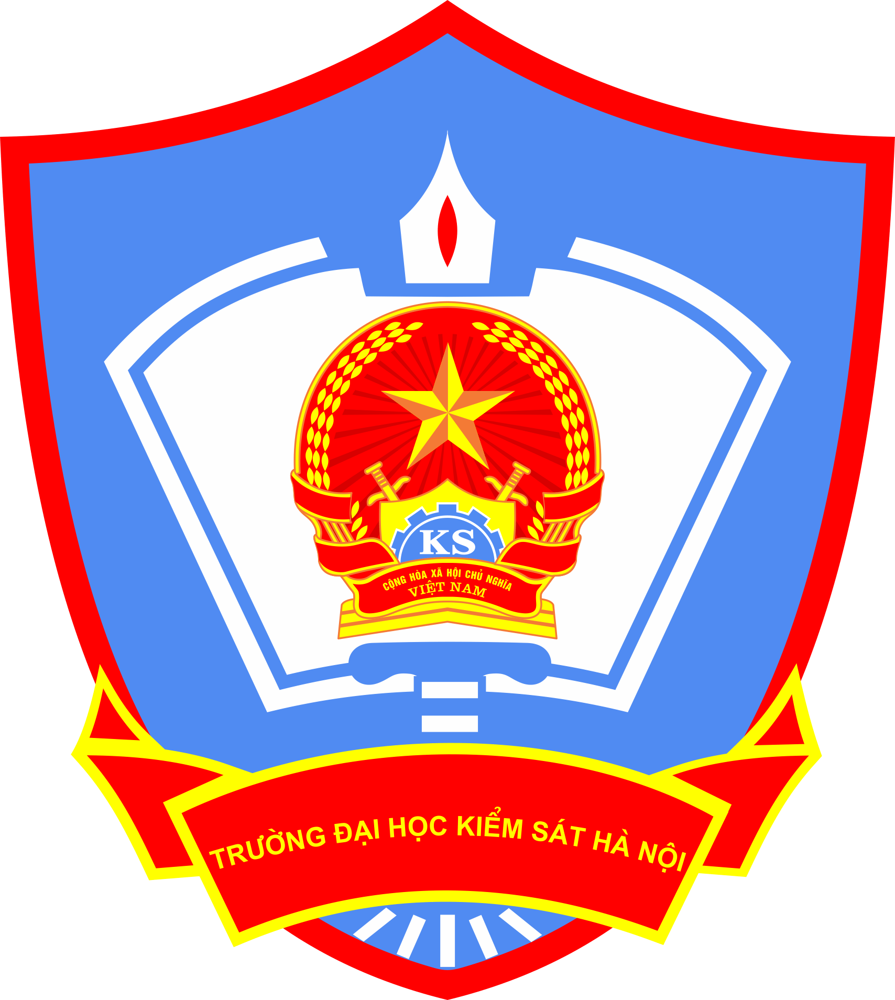 KS
CỘNG HÒA XÃ HỘI CHỦ NGHĨA
VIỆT NAM
TRƯỜNG ĐẠI HỌC KIỂM SÁT HÀ NỘI